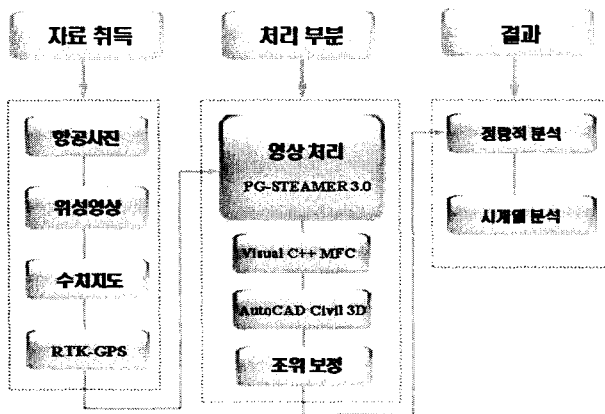 자료 취득
처리 부분
결과
항공사진
위성영상
수치지도
RTK-GPS
영상 처리
PG-STEAMER 3.0
Visual C++ MFC
AutoCAD Civil 3D
조위 보정
정량적 분석
시계열 분석